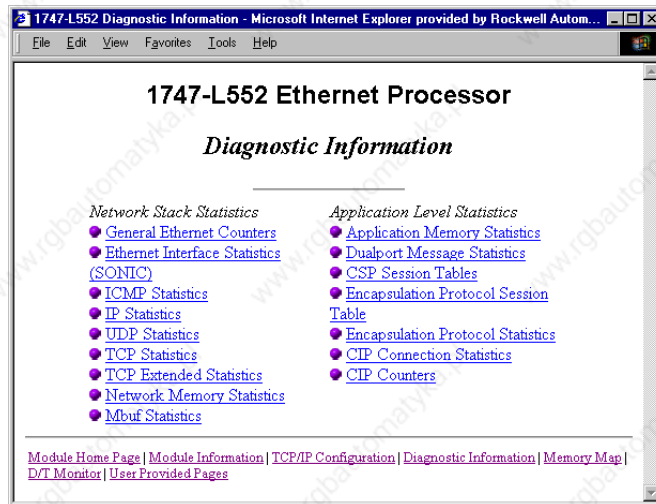 1747-L552 Diagnostic Information - Microsoft Internet Explorer provided by Rockwell Autom...
File Edit View Favorites Tools Help
1747-L552 Ethernet Processor
Diagnostic Information
Network Stack Statistics
General Ethernet Counters
Ethernet Interface Statistics
(SONIC)
ICMP Statistics
IP Statistics
UDP Statistics
TCP Statistics
TCP Extended Statistics
Network Memory Statistics
Mbuf Statistics
Application Level Statistics
Application Memory Statistics
Dualport Message Statistics
CSP Session Tables
Encapsulation Protocol Session
Table
Encapsulation Protocol Statistics
CIP Connection Statistics
CIP Counters
Module Home Page | Module Information | TCP/IP Configuration | Diagnostic Information | Memory Map |
D/T Monitor | User Provided Pages